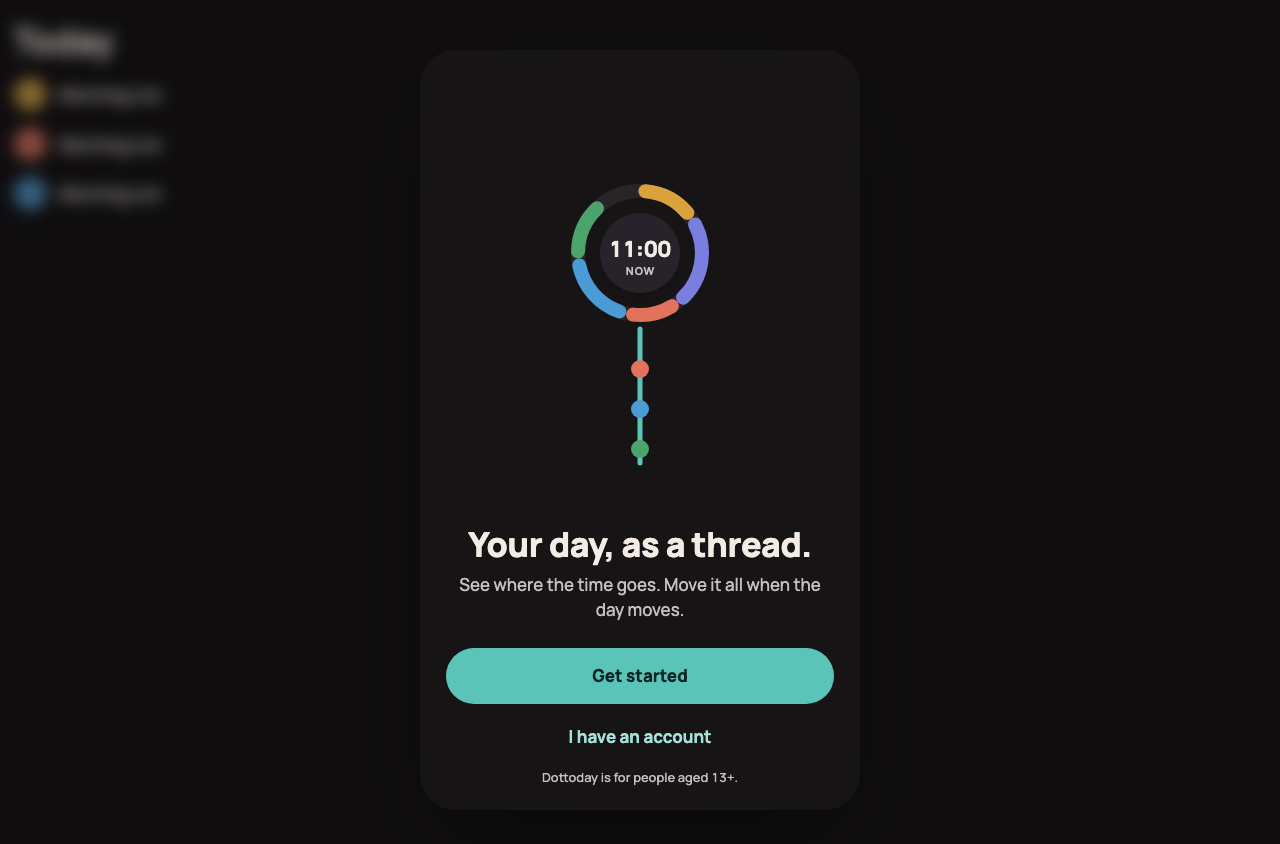 Today
11:00
NOW
Your day, as a thread.
See where the time goes. Move it all when the
day moves.
Get started
I have an account
Dottoday is for people aged 13+.